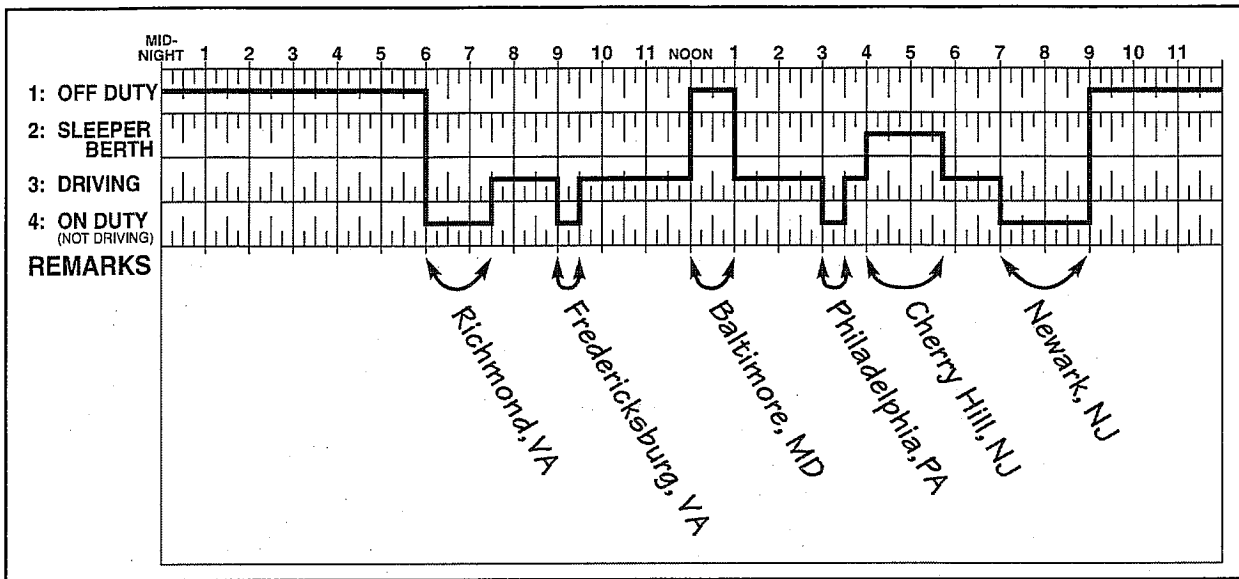 MID-
NIGHT 1 2 3 4 5 6 7 8 9 10 11 NOON 1 2 3 4 5 6 7 8 9 10 11
1: OFF DUTY
2: SLEEPER
BERTH
3: DRIVING
4: ON DUTY
(NOT DRIVING)
REMARKS
Richmond, VA
Fredericksburg, VA
Baltimore, MD
Philadelphia, PA
Cherry Hill, NJ
Newark, NJ